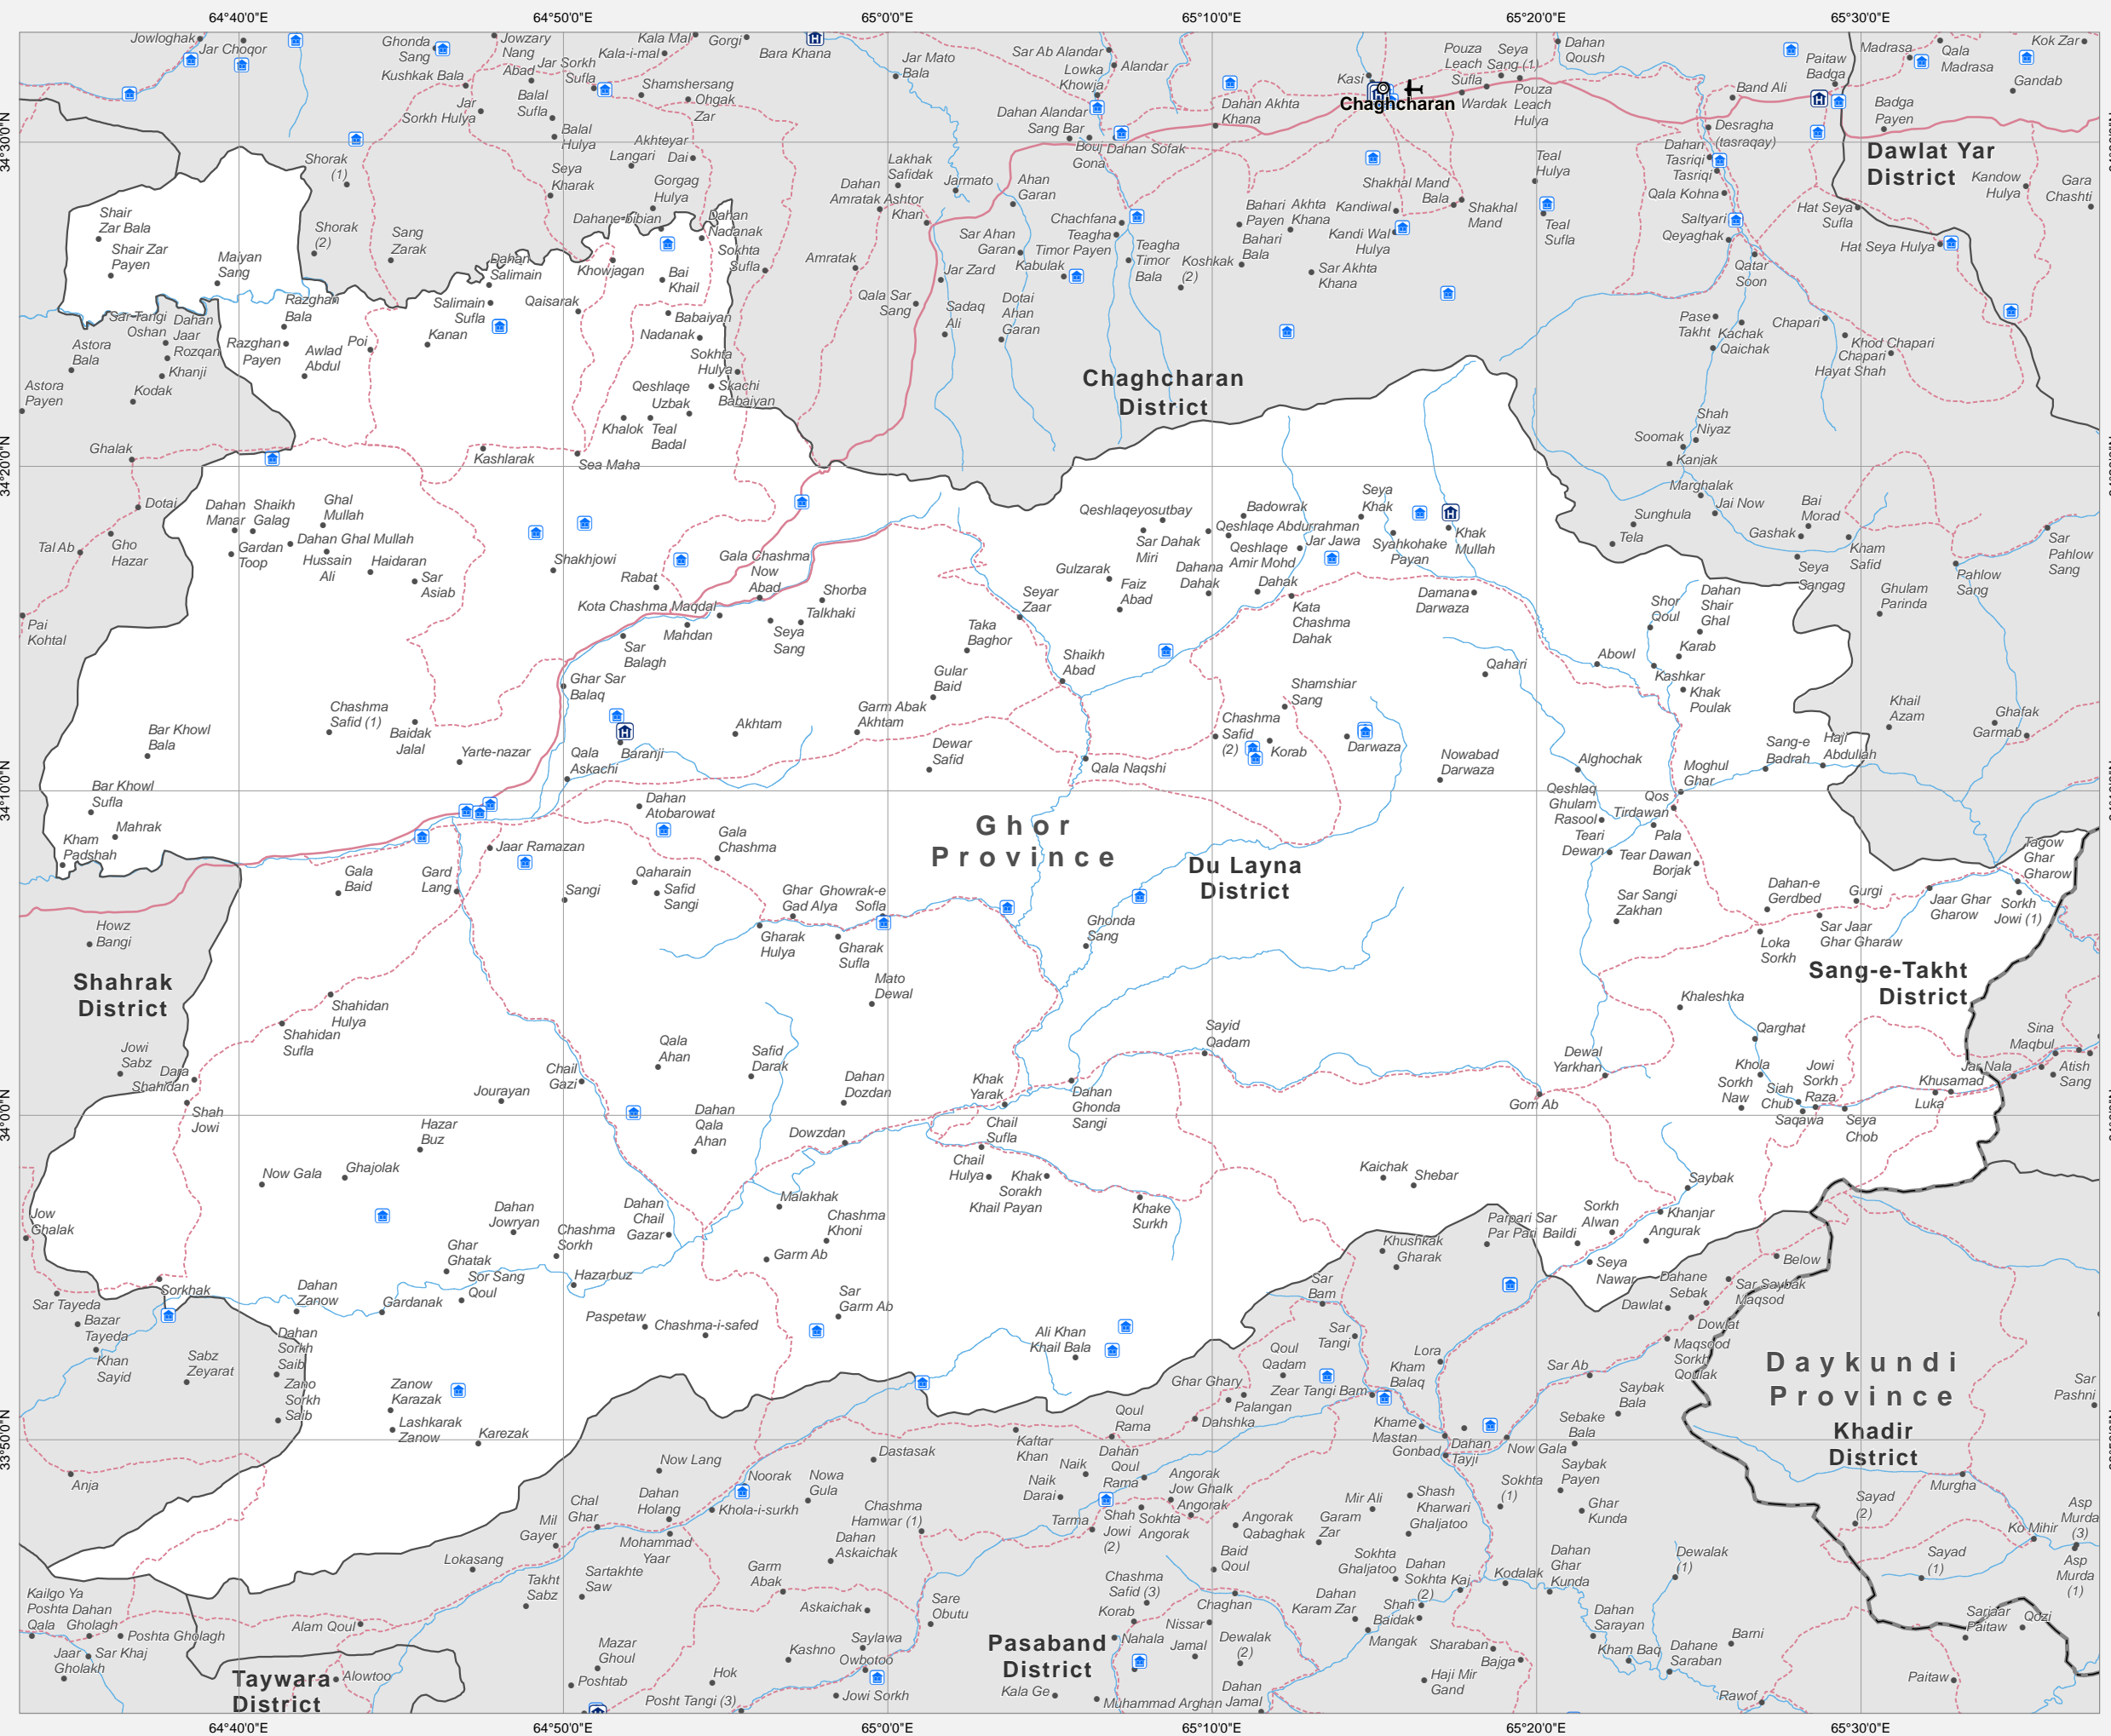 64°40'0"E
64°50'0"E
65°0'0"E
65°10'0"E
65°20'0"E
65°30'0"E
Jowloghak
Jar Choqor
Ghonda
Sang
Jowzary
Nang
Kala Mal
Kala-i-mal
Gorgi
Bara Khana
Kushkak Bala
Abad
Jar Sorkh
Sufla
Shamshersang
Ohgak
Zar
Jar
Sorkh Hulya
Balal
Sufla
Balal
Hulya
Akhteyar
Dai
Langari
Jar Mato
Bala
Sar Ab Alandar
Lowka
Khowja
Alandar
Dahan Alandar
Sang Bar
Bouj
Gona
Dahan Sofak
Dahan Akhta
Khana
Kasi
Chaghcharan
Pouza
Leach
Sufla
Seya
Sang (1)
Wardak
Pouza
Leach
Hulya
Dahan
Qoush
Band Ali
Paitaw
Badga
Madrasa
Qala
Madrasa
Kok Zar
Gandab
Badga
Payen
34°30'0"N
Shorak
(1)
Seya
Kharak
Gorgag
Hulya
Lakhak
Safidak
Dahan
Amratak
Ashtor
Khan
Jarmato
Ahan
Garan
Chachfana
Teagha
Timor Payen
Teagha
Timor
Bala
Shakhal Mand
Bala
Shakhal
Mand
Bahari
Payen
Akhta
Khana
Kandiwal
Kandi Wal
Hulya
Bahari
Bala
Koshkak
(2)
Sar Akhta
Khana
Teal
Hulya
Teal
Sufla
Desragha
(tasraqay)
Dahan
Tasriqi
Tasriqi
Qala Kohna
Saltyari
Qeyaghak
Qatar
Soon
Dawlat Yar
District
Kandow
Hulya
Gara
Chashti
Hat Seya
Sufla
Hat Seya Hulya
Shair
Zar Bala
Shair Zar
Payen
Maiyan
Sang
Shorak
(2)
Sang
Zarak
Dahane-bibian
Dahan
Nadanak
Dahan
Salimain
Khowjagan
Bai
Khail
Sokhta
Sufla
Amratak
Sar Ahan
Garan
Kabulak
Jar Zard
Qala Sar
Sang
Sadaq
Ali
Dotai
Ahan
Garan
Razghan
Bala
Salimain
Sufla
Qaisarak
Babaiyan
Nadanak
Kanan
Sar-Tangi
Oshan
Dahan
Jaar
Rozqan
Razghan
Payen
Poi
Awlad
Abdul
Sokhta
Hulya
Skachi
Babaiyan
Astora
Bala
Astora
Payen
Khanji
Kodak
Qeshlaqe
Uzbak
Khalok
Teal
Badal
Chaghcharan
District
Pase
Takht
Kachak
Qaichak
Chapari
Khod Chapari
Chapari
Hayat Shah
Shah
Niyaz
Soomak
Kanjak
Marghalak
34°20'0"N
Ghalak
Kashlarak
Sea Maha
Dotai
Dahan
Manar
Shaikh
Galag
Ghal
Mullah
Dahan Ghal Mullah
Gardan
Toop
Hussain
Ali
Haidaran
Sar
Asiab
Tal Ab
Gho
Hazar
Shakhjowi
Rabat
Gala Chashma
Now
Abad
Kota Chashma Maqdal
Mahdan
Shorba
Talkhaki
Seya
Sang
Sar
Balagh
Qeshlaqeyosutbay
Sar Dahak
Miri
Badowrak
Qeshlaqe Abdurrahman
Qeshlaqe
Amir Mohd
Jar Jawa
Seya
Khak
Syahkohake
Payan
Khak
Mullah
Gulzarak
Faiz
Abad
Dahana
Dahak
Dahak
Kata
Chashma
Dahak
Damana
Darwaza
Sunghula
Tela
Jai Now
Bai
Morad
Gashak
Kham
Safid
Seya
Sangag
Sar
Pahlow
Sang
Pahlow
Sang
Ghulam
Parinda
Pai
Kohtal
Seyar
Zaar
Taka
Baghor
Shaikh
Abad
Gular
Baid
Shor
Qoul
Dahan
Shair
Ghal
Karab
Abowl
Kashkar
Khak
Poulak
Qahari
Ghar Sar
Balaq
Shamshiar
Sang
Chashma
Safid
(2)
Korab
Darwaza
Chashma
Safid (1)
Baidak
Jalal
Bar Khowl
Bala
Yarte-nazar
Qala
Askachi
Baranji
Akhtam
Garm Abak
Akhtam
Dewar
Safid
Qala Naqshi
Nowabad
Darwaza
Alghochak
Moghul
Ghar
Sang-e
Badrah
Haji
Abdullah
Khail
Azam
Ghafak
Garmab
34°10'0"N
Bar Khowl
Sufla
Mahrak
Kham
Padshah
Dahan
Atobarowat
Gala
Chashma
Jaar Ramazan
Ghor
Province
Du Layna
District
Qeshlaq
Ghulam
Rasool
Qos
Tirdawan
Pala
Teari
Dewan
Tear Dawan
Borjak
Sar Sangi
Zakhan
Dahan-e
Gerdbed
Gurgi
Sar Jaar
Ghar Gharaw
Loka
Sorkh
Jaar Ghar
Gharow
Tagow
Ghar
Gharow
Sorkh
Jowi (1)
Gala
Baid
Gard
Lang
Sangi
Qaharain
Safid
Sangi
Ghar
Gad Alya
Ghowrak-e
Sofla
Gharak
Hulya
Gharak
Sufla
Ghonda
Sang
Howz
Bangi
Shahrak
District
Shahidan
Hulya
Shahidan
Sufla
Mato
Dewal
Sang-e-Takht
District
Khaleshka
Qarghat
Sina
Maqbul
Jar Nala
Atish
Sang
Jowi
Sabz
Dara
Shahidan
Shah
Jowi
Chail
Gazi
Jourayan
Qala
Ahan
Safid
Darak
Sayid
Qadam
Dahan
Dozdan
Khak
Yarak
Dahan
Ghonda
Sangi
Gom Ab
Dewal
Yarkhan
Khola
Sorkh
Naw
Siah
Chub
Jowi
Sorkh
Raza
Saqawa
Seya
Chob
Khusamad
Luka
34°0'0"N
Hazar
Buz
Dahan
Qala
Ahan
Dowzdan
Chail
Sufla
Chail
Hulya
Khak
Sorakh
Khail Payan
Khake
Surkh
Kaichak
Shebar
Saybak
Now Gala
Ghajolak
Malakhak
Jow
Ghalak
Dahan
Jowryan
Chashma
Sorkh
Dahan
Chail
Gazar
Chashma
Khoni
Garm Ab
Khushkak
Gharak
Parpari Sar
Par Pari
Baildi
Sorkh
Alwan
Khanjar
Angurak
Seya
Nawar
Below
Ghar
Ghatak
Sor Sang
Qoul
Hazarbuz
Sorkhak
Sar Tayeda
Bazar
Tayeda
Dahan
Zanow
Gardanak
Paspetaw
Chashma-i-safed
Sar
Garm Ab
Sar
Bam
Dahane
Sebak
Sar Saybak
Maqsod
Dawlat
Dowlat
Khan
Sayid
Sabz
Zeyarat
Dahan
Sorkh
Saib
Zano
Sorkh
Saib
Zanow
Karazak
Lashkarak
Zanow
Karezak
Ali Khan
Khail Bala
Sar
Tangi
Qoul
Qadam
Lora
Kham
Balaq
Ghar Ghary
Zear Tangi Bam
Palangan
Dahshka
Sar Ab
Maqsood
Sorkh
Qoulak
Daykundi
Province
Sar
Pashni
Khadir
District
33°50'0"N
Anja
Now Lang
Dastasak
Kaftar
Khan
Qoul
Rama
Dahan
Qoul
Rama
Khame
Mastan
Gonbad
Dahan
Tayji
Now Gala
Saybak
Bala
Sebake
Bala
Saybak
Payen
Murgha
Noorak
Nowa
Gula
Dahan
Holang
Khola-i-surkh
Chashma
Hamwar (1)
Naik
Naik
Darai
Tarma
Angorak
Jow Ghalk
Angorak
Shah
Jowi
(2)
Sokhta
Angorak
Angorak
Qabaghak
Mir Ali
Garam
Zar
Shash
Kharwari
Ghaljatoo
Sokhta
(1)
Ghar
Kunda
Sayad
(2)
Asp
Murda
(3)
Ko Mihir
Chal
Ghar
Mil
Gayer
Mohammad
Yaar
Dahan
Askaichak
Baid
Qoul
Sokhta
Ghaljatoo
Dahan
Sokhta
(2)
Kaj
Kodalak
Dahan
Ghar
Kunda
Dewalak
(1)
Sayad
(1)
Asp
Murda
(1)
Lokasang
Takht
Sabz
Sartakhte
Saw
Garm
Abak
Askaichak
Sare
Obutu
Chashma
Safid (3)
Korab
Chaghan
Dahan
Karam Zar
Shah
Baidak
Mangak
Dahan
Sarayan
Kailgo Ya
Poshta
Qala
Dahan
Gholagh
Poshta Gholagh
Alam Qoul
Jaar
Gholakh
Sar Khaj
Taywara
District
Alowtoo
Mazar
Ghoul
Poshtab
Hok
Posht Tangi (3)
Kashno
Saylawa
Owbotoo
Jowi Sorkh
Pasaband
District
Nahala
Nissar
Jamal
Dewalak
(2)
Kala Ge
Muhammad Arghan
Dahan
Jamal
Sharaban
Bajga
Haji Mir
Gand
Kham Baq
Dahane
Saraban
Barni
Sarjaar
Paitaw
Qozi
Paitaw
Rawof
64°40'0"E
64°50'0"E
65°0'0"E
65°10'0"E
65°20'0"E
65°30'0"E